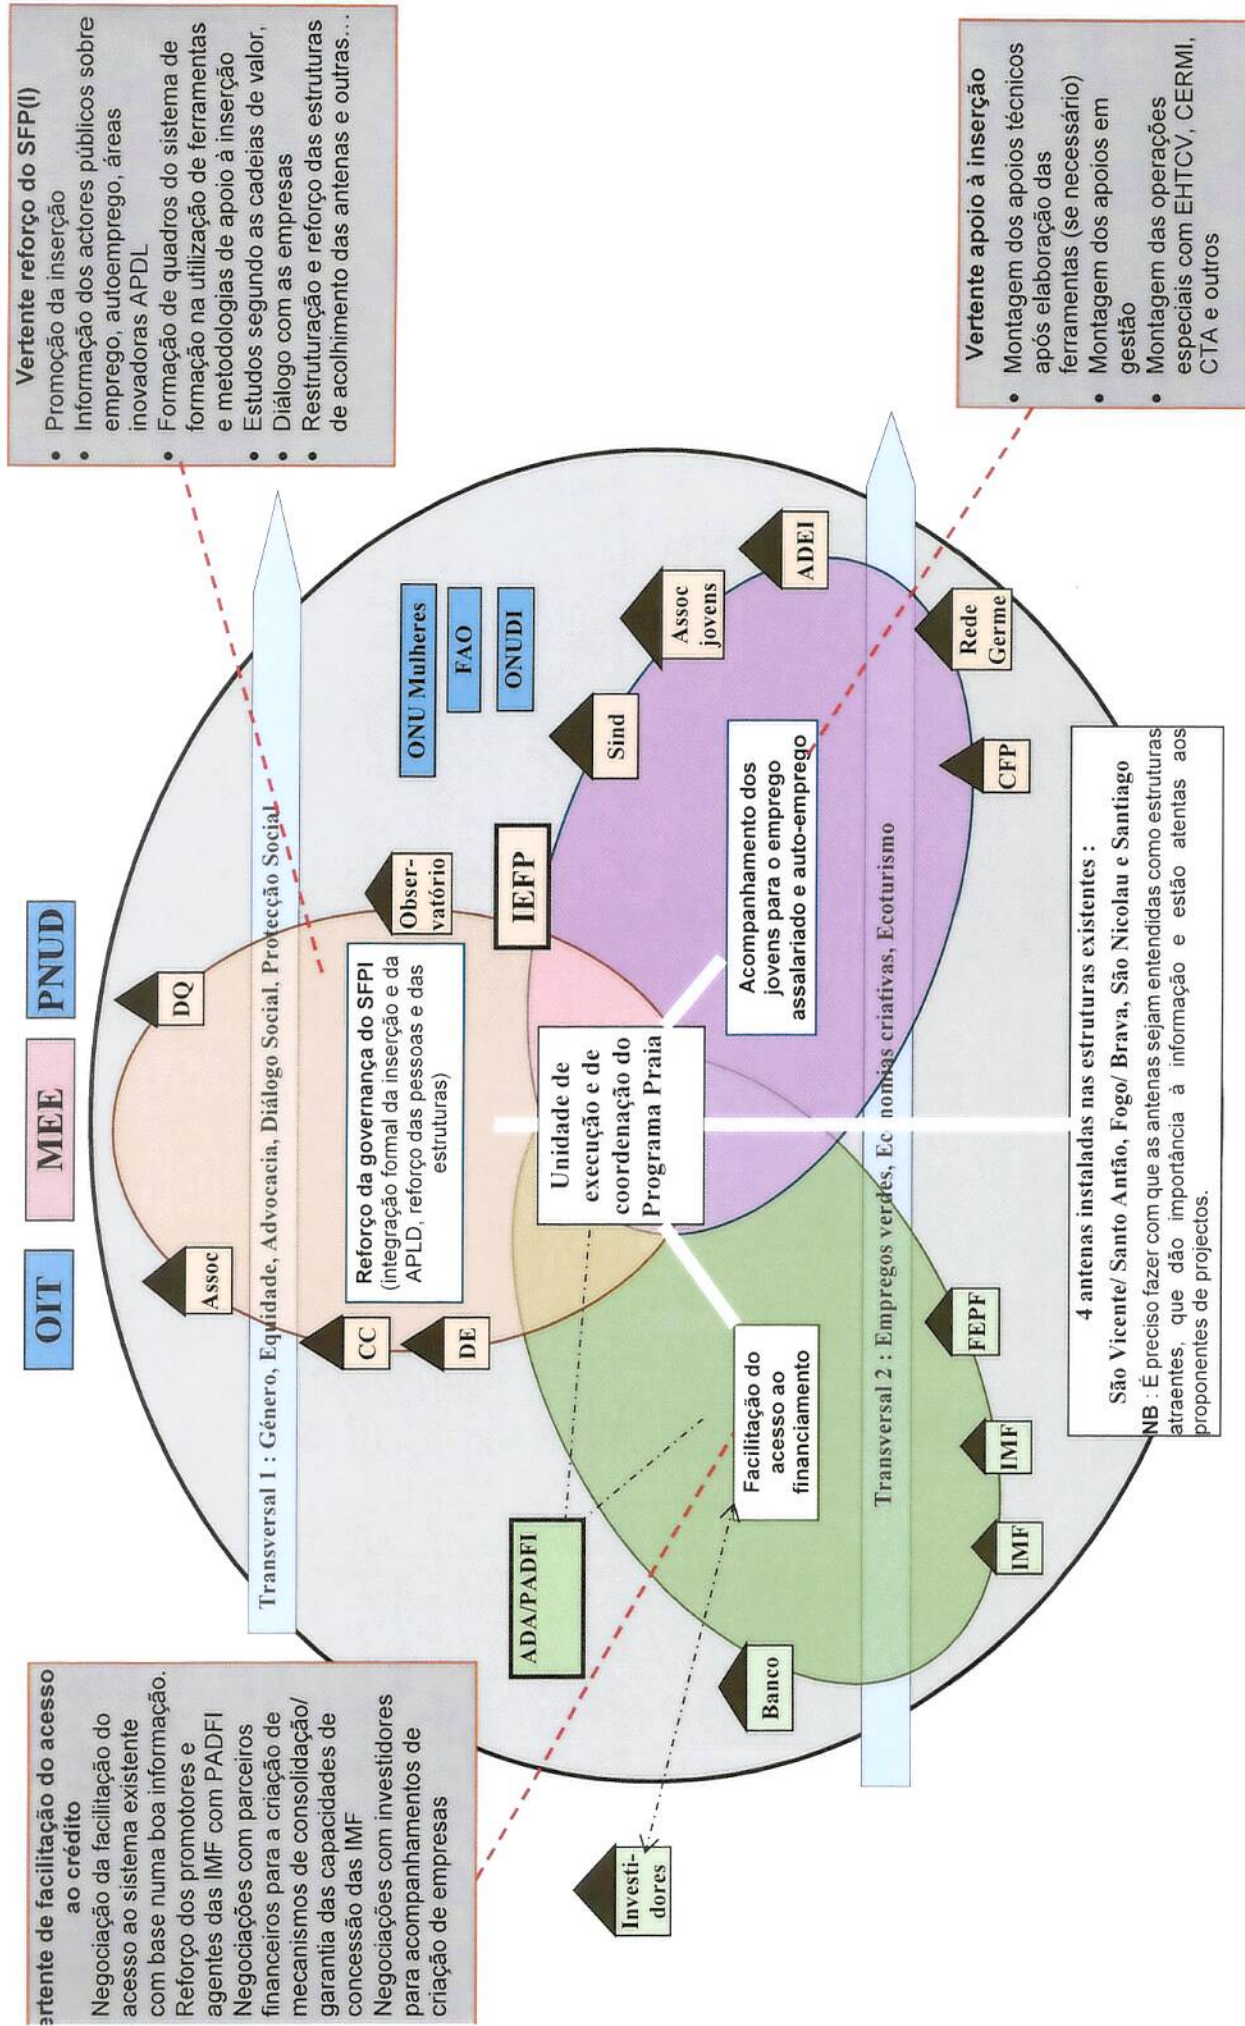 OIT
MEE
PNUD
ertente de facilitação do acesso
ao crédito
Negociação da facilitação do
acesso ao sistema existente
com base numa boa informação.
Reforço dos promotores e
agentes das IMF com PADFI
Negociações com parceiros
financeiros para a criação de
mecanismos de consolidação/
garantia das capacidades de
concessão das IMF
Negociações com investidores
para acompanhamentos de
criação de empresas
Vertente reforço do SFP(I)
• Promoção da inserção
• Informação dos actores públicos sobre
emprego, autoemprego, áreas
inovadoras APDL
• Formação de quadros do sistema de
formação na utilização de ferramentas
e metodologias de apoio à inserção
• Estudos segundo as cadeias de valor,
• Diálogo com as empresas
• Restruturação e reforço das estruturas
de acolhimento das antenas e outras...
Assoc
DQ
Transversal 1 : Género, Equidade, Advocacia, Diálogo Social, Protecção Social
CC
DE
Reforço da governança do SFPI
(integração formal da inserção e da
APLD, reforço das pessoas e das
estruturas)
Obser-
vatório
ONU Mulheres
FAO
ONUDI
IEFP
ADA/PADFI
Unidade de
execução e de
coordenação do
Programa Praia
Sind
Assoc
jovens
ADEI
Investi-
dores
Banco
Facilitação do
acesso ao
financiamento
Acompanhamento dos
jovens para o emprego
assalariado e auto-emprego
Transversal 2 : Empregos verdes, Economias criativas, Ecoturismo
IMF
IMF
FEPF
CFP
Rede
Germe
Vertente apoio à inserção
• Montagem dos apoios técnicos
após elaboração das
ferramentas (se necessário)
• Montagem dos apoios em
gestão
• Montagem das operações
especiais com EHTCV, CERMI,
CTA e outros
4 antenas instaladas nas estruturas existentes :
São Vicente/ Santo Antão, Fogo/ Brava, São Nicolau e Santiago
NB : É preciso fazer com que as antenas sejam entendidas como estruturas
atraentes, que dão importância à informação e estão atentas aos
proponentes de projectos.